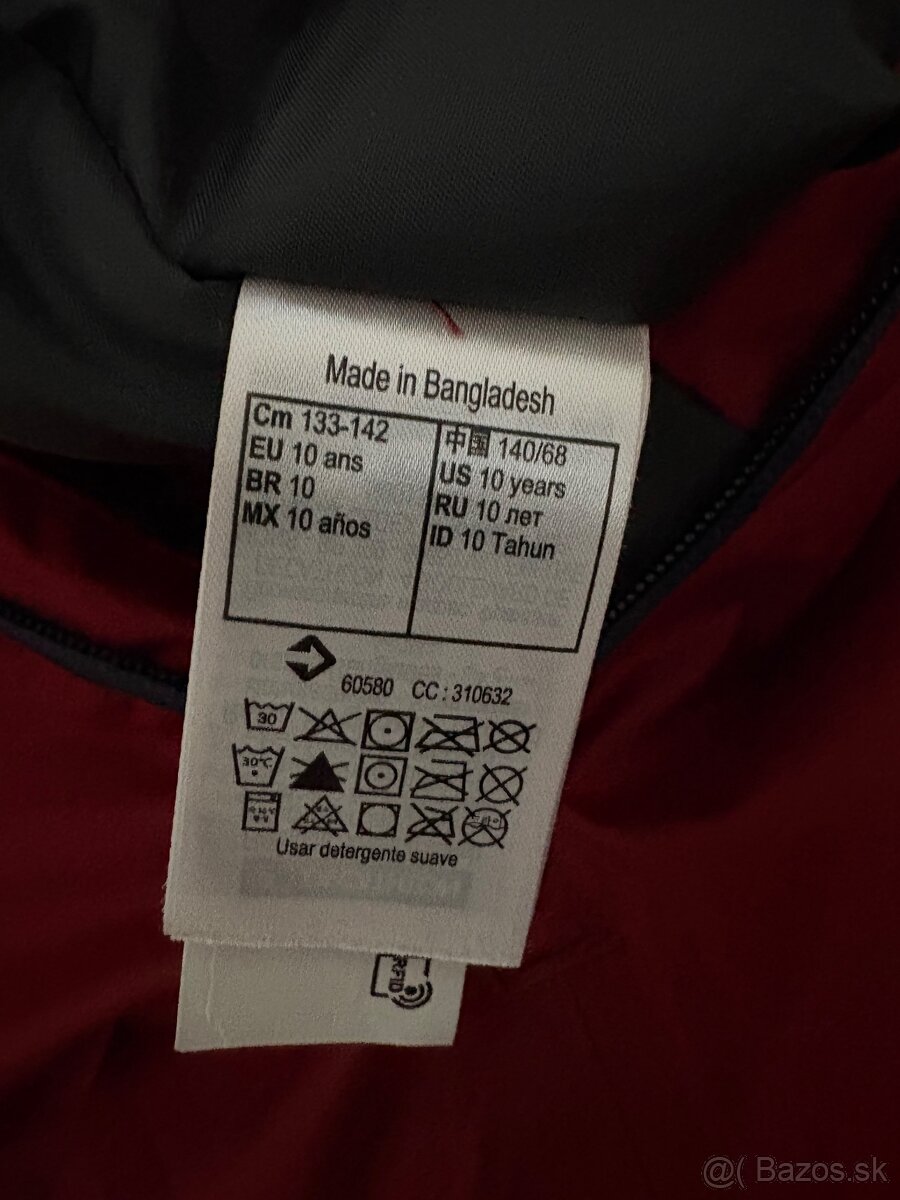 Made in Bangladesh
Cm 133-142
EU 10 ans
BR 10
MX 10 años
中国 140/68
US 10 years
RU 10 лет
ID 10 Tahun
60580 CC : 310632
30
30°C
Usar detergente suave
RFID
@( Bazos.sk